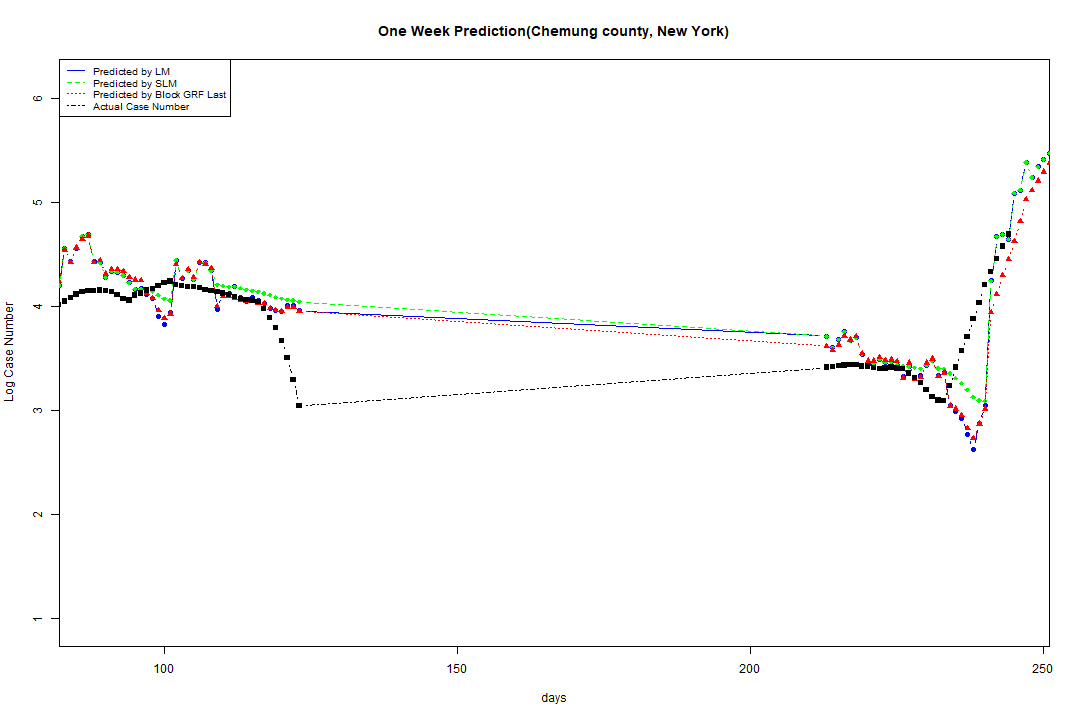 One Week Prediction(Chemung county, New York)
Predicted by LM
Predicted by SLM
Predicted by Block GRF Last
Actual Case Number
6
5
4
3
2
1
Log Case Number
100 150 200 250
days